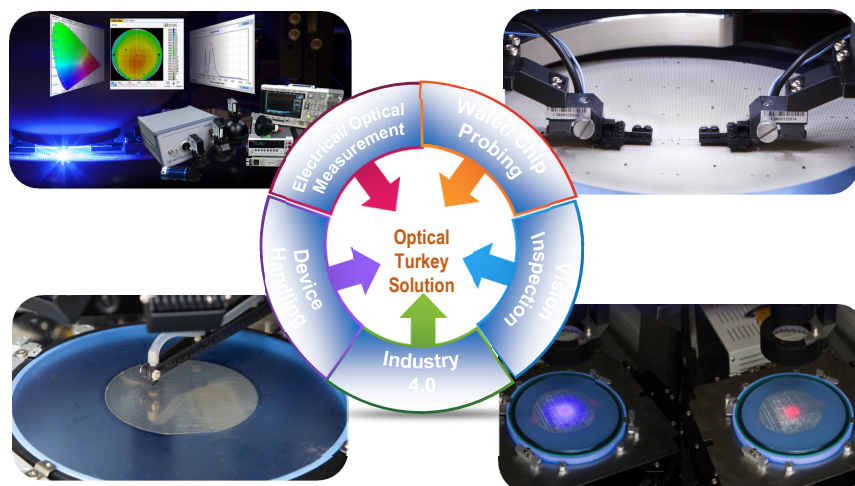 Electrical/ Optical
Measurement
Wafer, Chip
Probing
Optical
Turkey
Solution
Device
Handling
Vision
Inspection
Industry
4.0